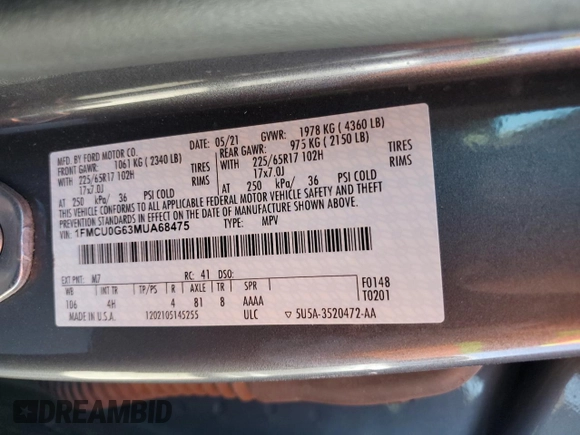 MFD. BY FORD MOTOR CO. 05/21 GVWR: 1978 KG ( 4360 LB)
FRONT GAWR: 1061 KG ( 2340 LB) REAR GAWR: 975 KG ( 2150 LB)
WITH 225/65R17 102H TIRES WITH 225/65R17 102H TIRES
17x7.0J RIMS 17x7.0J RIMS
AT 250 kPa/ 36 PSI COLD AT 250 kPa/ 36 PSI COLD
THIS VEHICLE CONFORMS TO ALL APPLICABLE FEDERAL MOTOR VEHICLE SAFETY AND THEFT
PREVENTION STANDARDS IN EFFECT ON THE DATE OF MANUFACTURE SHOWN ABOVE.
VIN: 1FMCU0G63MUA68475 TYPE: MPV
EXT PNT: M7 RC: 41 DSO:
WB INT TR TP/PS R AXLE TR SPR
106 4H 4 81 8 AAAA F0148
T0201
MADE IN U.S.A. 1202105145255 ULC ▽ 5U5A-3520472-AA
DREAMBID